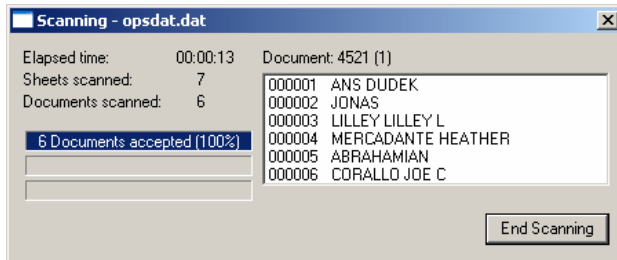 Scanning - opsdat.dat
Elapsed time: 00:00:13
Sheets scanned: 7
Documents scanned: 6
6 Documents accepted (100%)
Document: 4521 (1)
000001 ANS DUDEK
000002 JONAS
000003 LILLEY LILLEY L
000004 MERCADANTE HEATHER
000005 ABRAHAMIAN
000006 CORALLO JOE C
End Scanning